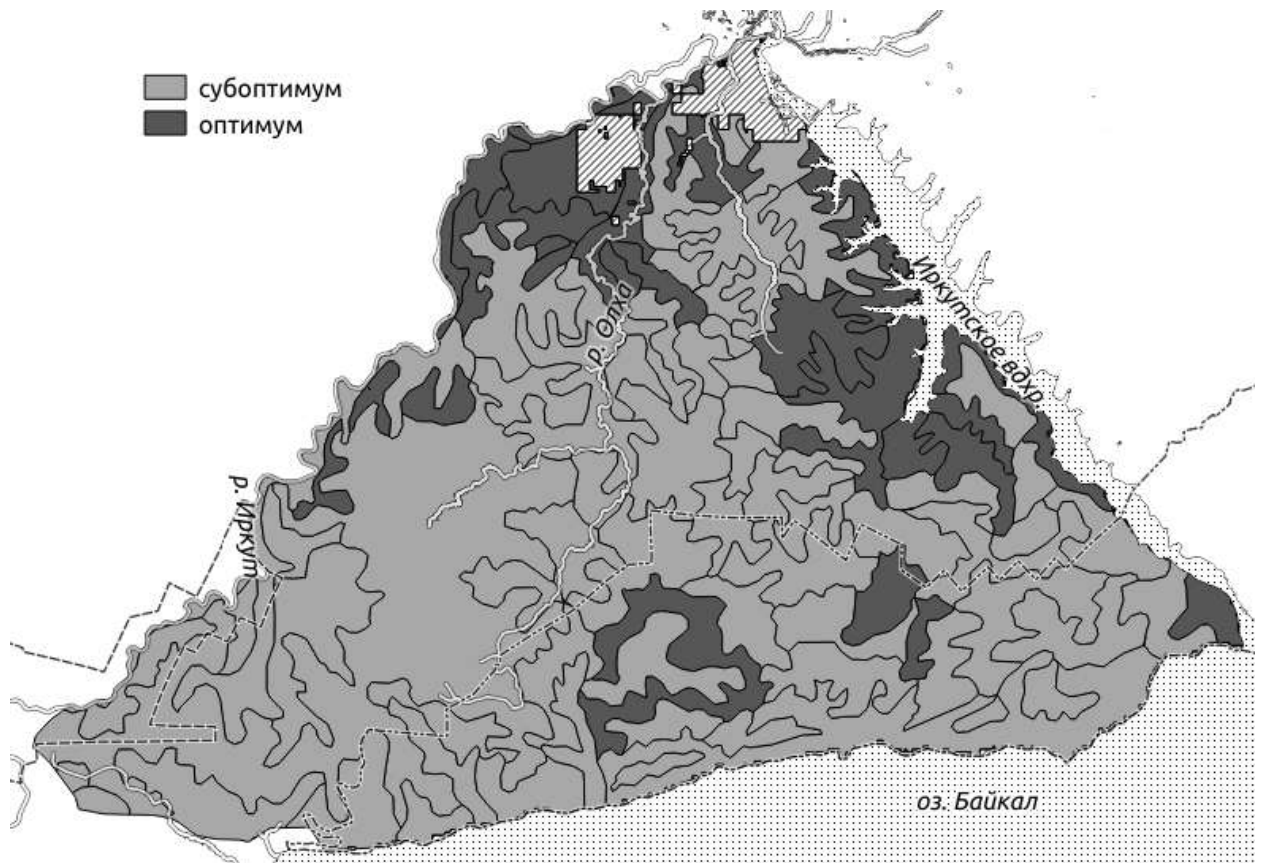 субоптимум
оптимум
р. Олха
Иркутское вдхр.
р. Иркут
оз. Байкал